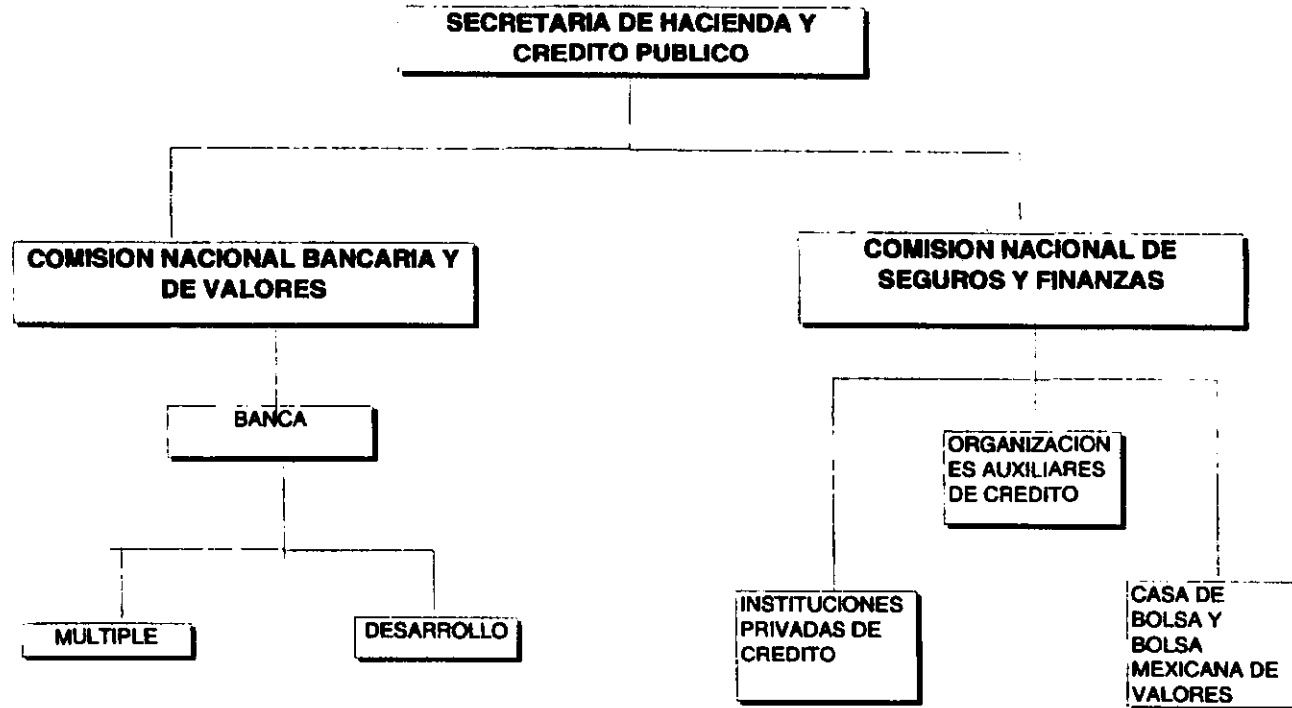 SECRETARIA DE HACIENDA Y
CREDITO PUBLICO
COMISION NACIONAL BANCARIA Y
DE VALORES
COMISION NACIONAL DE
SEGUROS Y FINANZAS
BANCA
ORGANIZACION
ES AUXILIARES
DE CREDITO
MULTIPLE
DESARROLLO
INSTITUCIONES
PRIVADAS DE
CREDITO
CASA DE
BOLSA Y
BOLSA
MEXICANA DE
VALORES